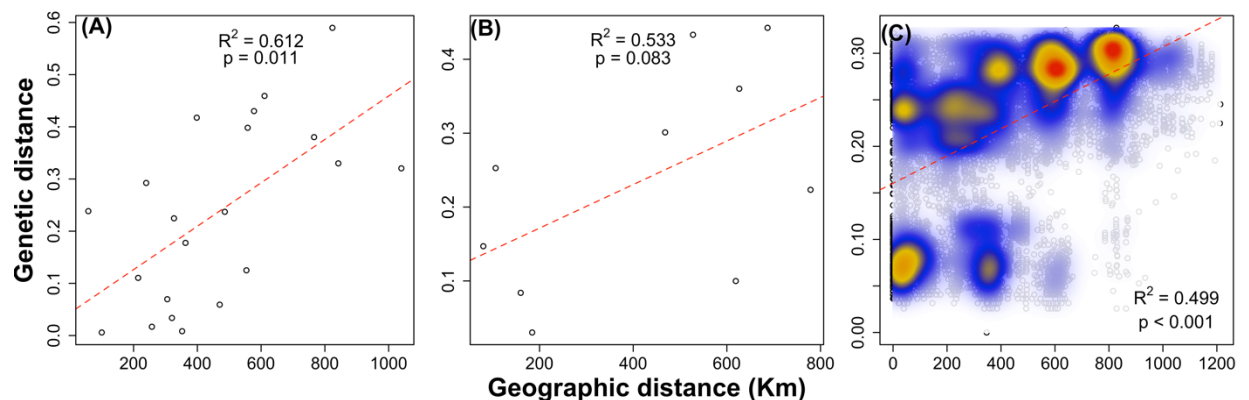 (A)
R² = 0.612
p = 0.011
0.0
0.1
0.2
0.3
0.4
0.5
0.6
200
400
600
800
1000
Genetic distance
(B)
R² = 0.533
p = 0.083
0.1
0.2
0.3
0.4
200
400
600
800
Geographic distance (Km)
(C)
R² = 0.499
p < 0.001
0.00
0.10
0.20
0.30
0
200
400
600
800
1000
1200